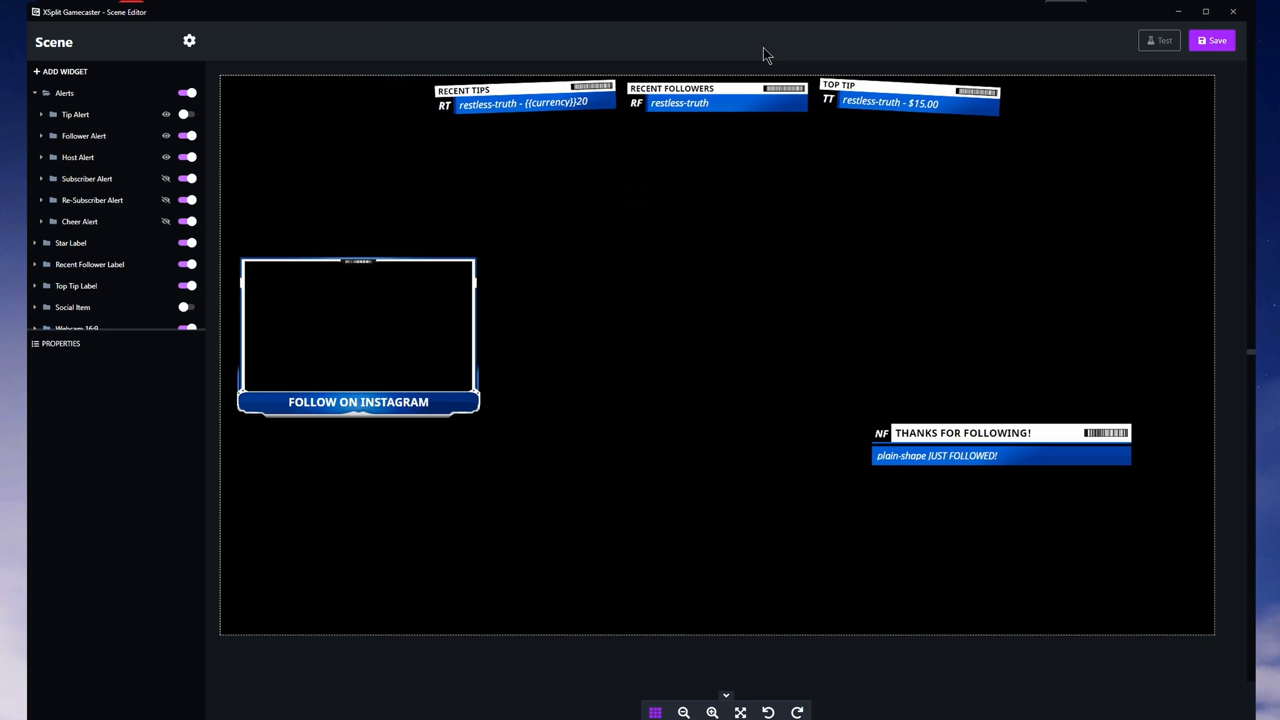 XSplit Gamecaster - Scene Editor
Scene
Test
Save
ADD WIDGET
Alerts
Tip Alert
Follower Alert
Host Alert
Subscriber Alert
Re-Subscriber Alert
Cheer Alert
Star Label
Recent Follower Label
Top Tip Label
Social Item
Webcam 16:9
PROPERTIES
RECENT TIPS
RT restless-truth - {{currency}}20
RECENT FOLLOWERS
RF restless-truth
TOP TIP
TT restless-truth - $15.00
FOLLOW ON INSTAGRAM
NF THANKS FOR FOLLOWING!
plain-shape JUST FOLLOWED!